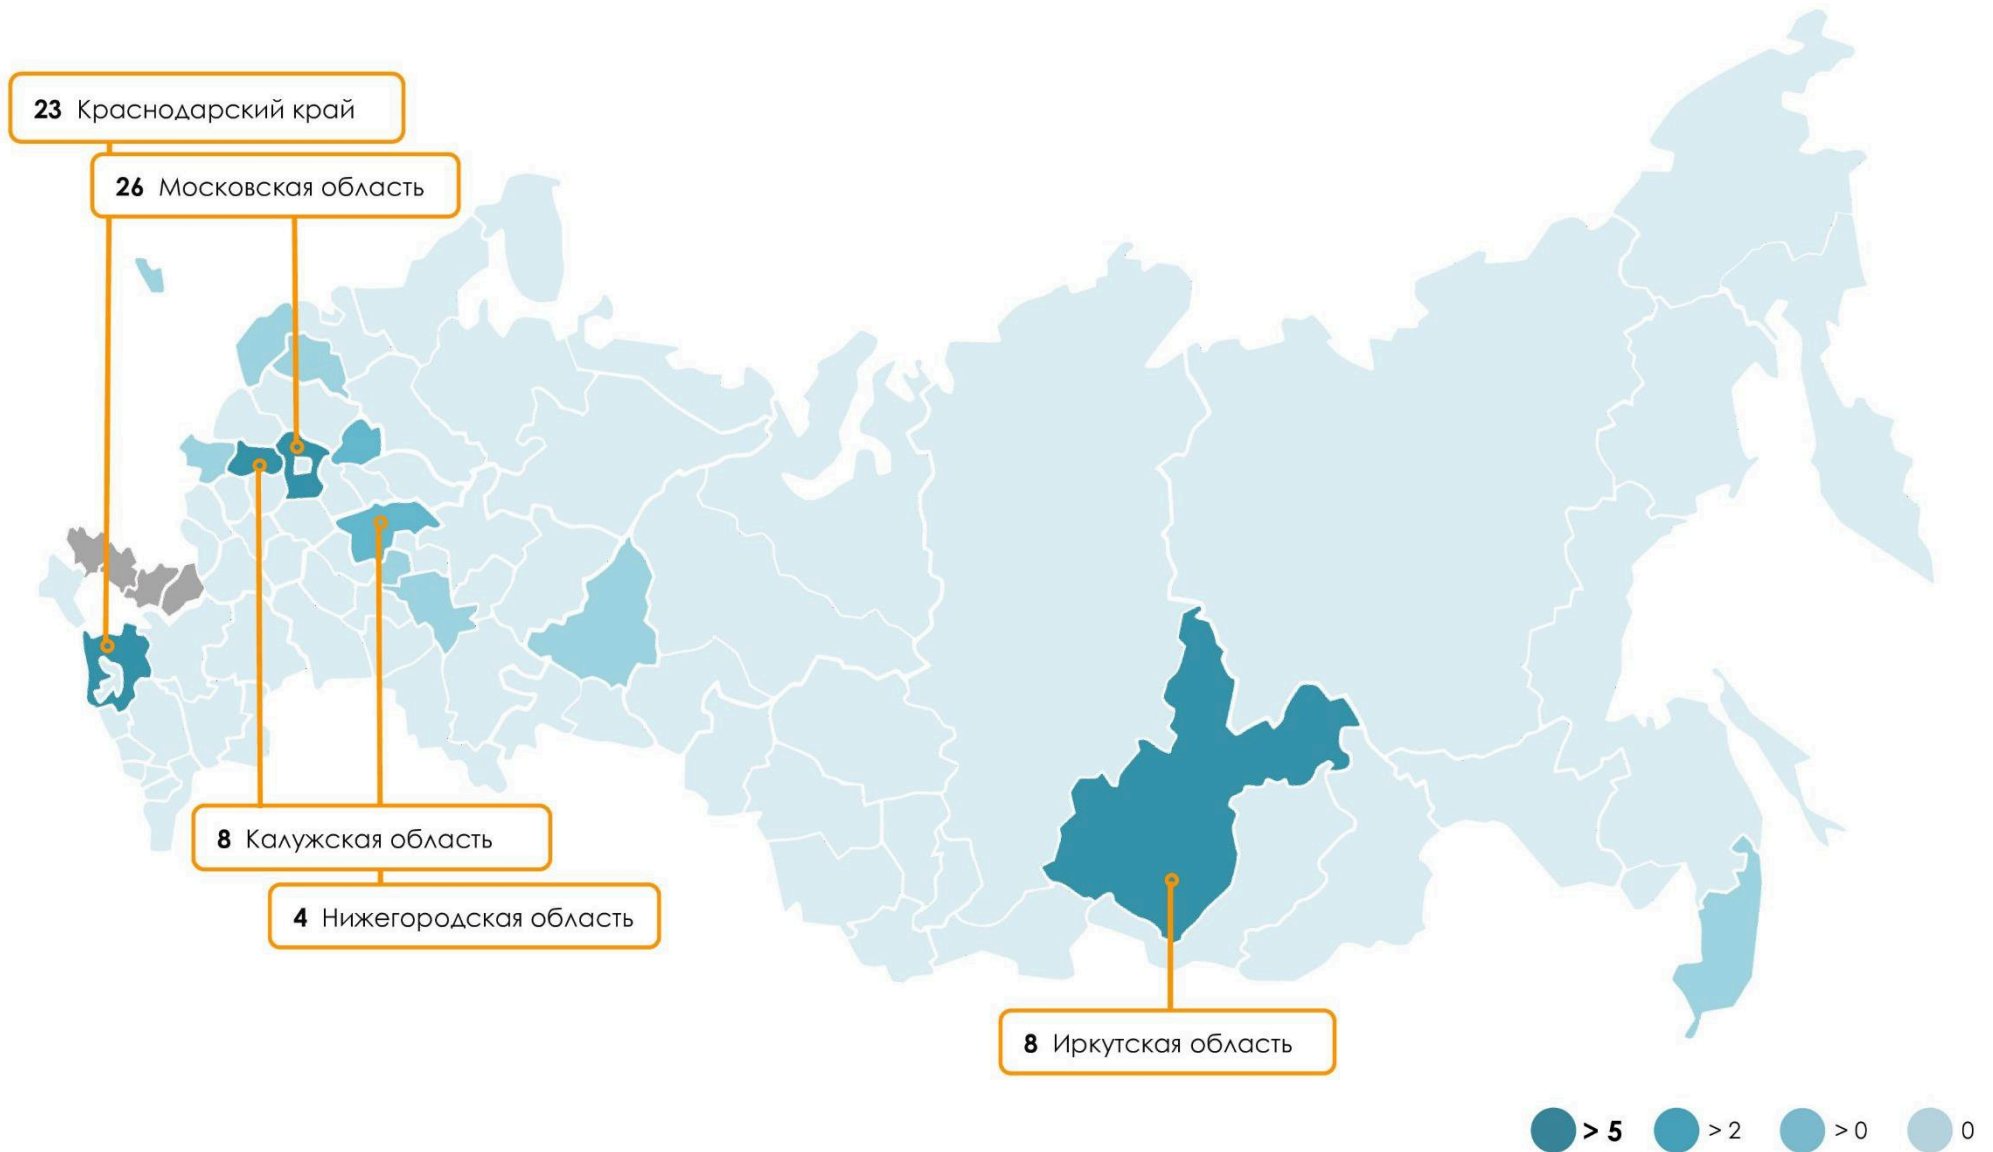 23 Краснодарский край
26 Московская область
8 Калужская область
4 Нижегородская область
8 Иркутская область
> 5 > 2 > 0 0